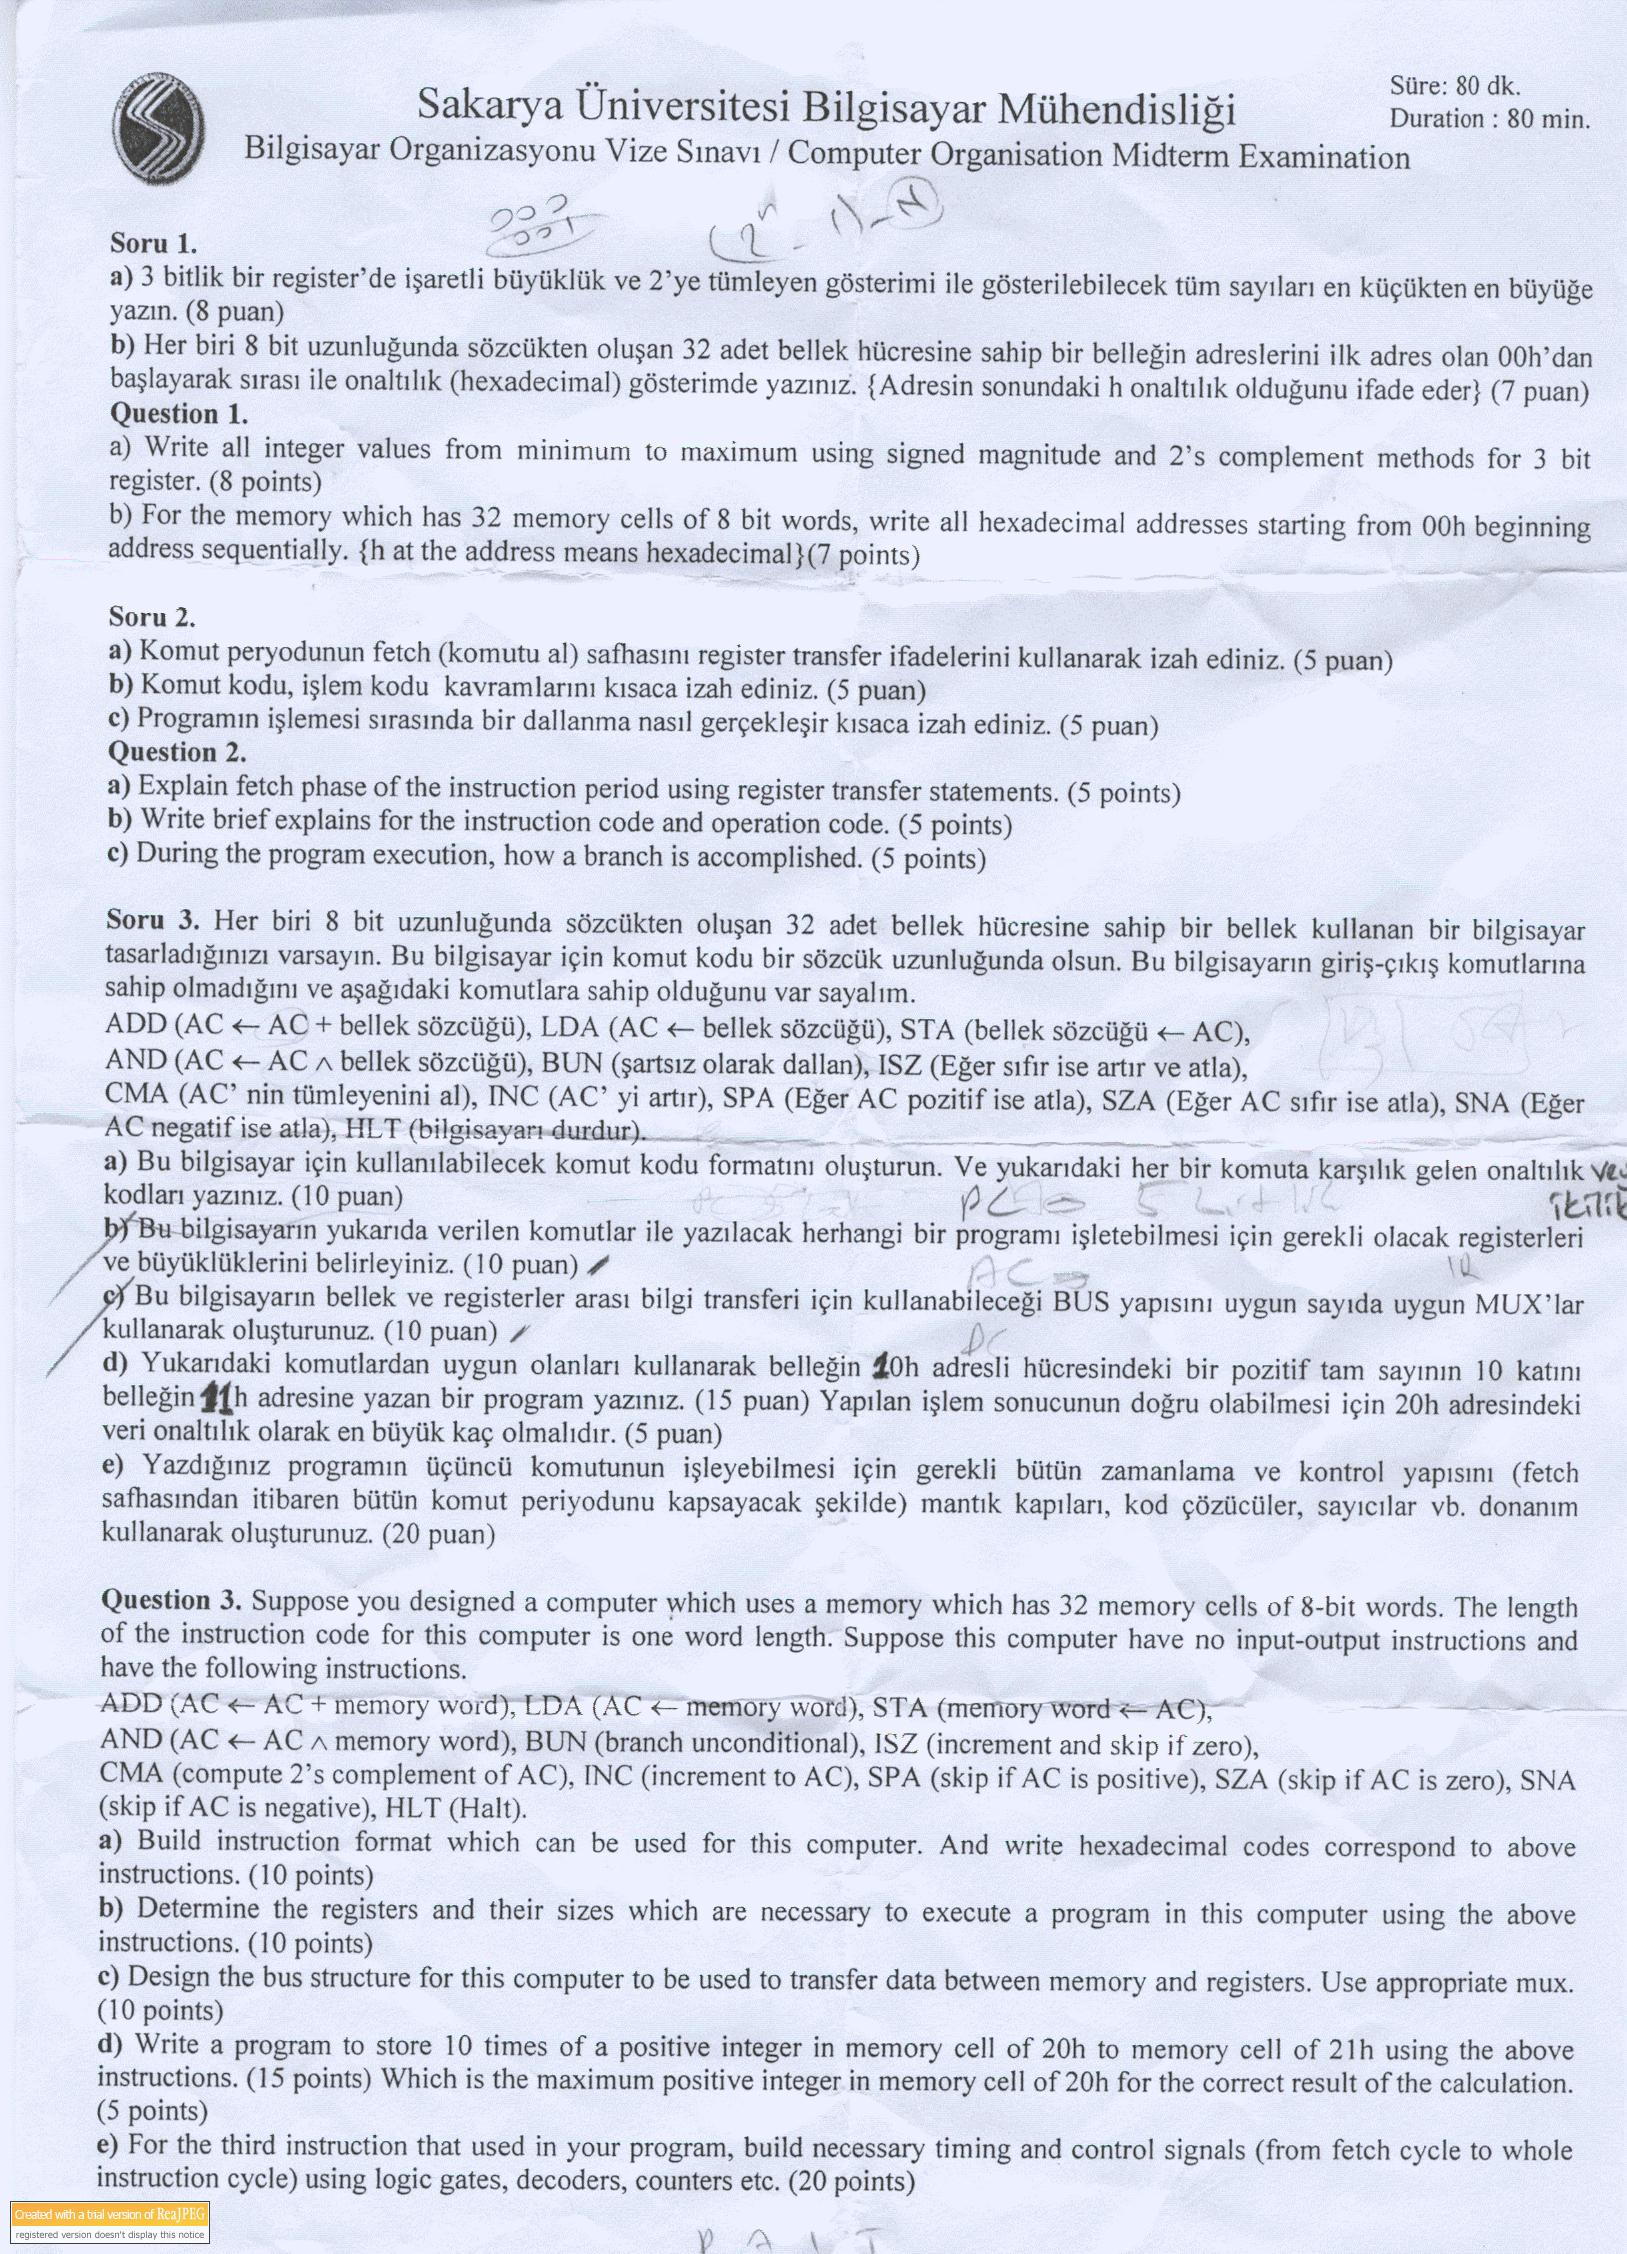 Süre: 80 dk.
Sakarya Üniversitesi Bilgisayar Mühendisliği
Duration : 80 min.
Bilgisayar Organizasyonu Vize Sınavı / Computer Organisation Midterm Examination
(2ⁿ - 1) - N
Soru 1.
a) 3 bitlik bir register'de işaretli büyüklük ve 2'ye tümleyen gösterimi ile gösterilebilecek tüm sayıları en küçükten en büyüğe
yazın. (8 puan)
b) Her biri 8 bit uzunluğunda sözcükten oluşan 32 adet bellek hücresine sahip bir belleğin adreslerini ilk adres olan 00h'dan
başlayarak sırası ile onaltılık (hexadecimal) gösterimde yazınız. {Adresin sonundaki h onaltılık olduğunu ifade eder} (7 puan)
Question 1.
a) Write all integer values from minimum to maximum using signed magnitude and 2's complement methods for 3 bit
register. (8 points)
b) For the memory which has 32 memory cells of 8 bit words, write all hexadecimal addresses starting from 00h beginning
address sequentially. {h at the address means hexadecimal}(7 points)
Soru 2.
a) Komut peryodunun fetch (komutu al) safhasını register transfer ifadelerini kullanarak izah ediniz. (5 puan)
b) Komut kodu, işlem kodu kavramlarını kısaca izah ediniz. (5 puan)
c) Programın işlemesi sırasında bir dallanma nasıl gerçekleşir kısaca izah ediniz. (5 puan)
Question 2.
a) Explain fetch phase of the instruction period using register transfer statements. (5 points)
b) Write brief explains for the instruction code and operation code. (5 points)
c) During the program execution, how a branch is accomplished. (5 points)
Soru 3. Her biri 8 bit uzunluğunda sözcükten oluşan 32 adet bellek hücresine sahip bir bellek kullanan bir bilgisayar
tasarladığınızı varsayın. Bu bilgisayar için komut kodu bir sözcük uzunluğunda olsun. Bu bilgisayarın giriş-çıkış komutlarına
sahip olmadığını ve aşağıdaki komutlara sahip olduğunu var sayalım.
ADD (AC ← AC + bellek sözcüğü), LDA (AC ← bellek sözcüğü), STA (bellek sözcüğü ← AC),
AND (AC ← AC ∧ bellek sözcüğü), BUN (şartsız olarak dallan), ISZ (Eğer sıfır ise artır ve atla),
CMA (AC' nin tümleyenini al), INC (AC' yi artır), SPA (Eğer AC pozitif ise atla), SZA (Eğer AC sıfır ise atla), SNA (Eğer
AC negatif ise atla), HLT (bilgisayarı durdur).
a) Bu bilgisayar için kullanılabilecek komut kodu formatını oluşturun. Ve yukarıdaki her bir komuta karşılık gelen onaltılık ve
kodları yazınız. (10 puan) PC 5 ikilik
b) Bu bilgisayarın yukarıda verilen komutlar ile yazılacak herhangi bir programı işletebilmesi için gerekli olacak registerleri
ve büyüklüklerini belirleyiniz. (10 puan) AC IR
c) Bu bilgisayarın bellek ve registerler arası bilgi transferi için kullanabileceği BUS yapısını uygun sayıda uygun MUX'lar
kullanarak oluşturunuz. (10 puan)
d) Yukarıdaki komutlardan uygun olanları kullanarak belleğin 10h adresli hücresindeki bir pozitif tam sayının 10 katını
belleğin 11h adresine yazan bir program yazınız. (15 puan) Yapılan işlem sonucunun doğru olabilmesi için 20h adresindeki
veri onaltılık olarak en büyük kaç olmalıdır. (5 puan)
e) Yazdığınız programın üçüncü komutunun işleyebilmesi için gerekli bütün zamanlama ve kontrol yapısını (fetch
safhasından itibaren bütün komut periyodunu kapsayacak şekilde) mantık kapıları, kod çözücüler, sayıcılar vb. donanım
kullanarak oluşturunuz. (20 puan)
Question 3. Suppose you designed a computer which uses a memory which has 32 memory cells of 8-bit words. The length
of the instruction code for this computer is one word length. Suppose this computer have no input-output instructions and
have the following instructions.
ADD (AC ← AC + memory word), LDA (AC ← memory word), STA (memory word ← AC),
AND (AC ← AC ∧ memory word), BUN (branch unconditional), ISZ (increment and skip if zero),
CMA (compute 2's complement of AC), INC (increment to AC), SPA (skip if AC is positive), SZA (skip if AC is zero), SNA
(skip if AC is negative), HLT (Halt).
a) Build instruction format which can be used for this computer. And write hexadecimal codes correspond to above
instructions. (10 points)
b) Determine the registers and their sizes which are necessary to execute a program in this computer using the above
instructions. (10 points)
c) Design the bus structure for this computer to be used to transfer data between memory and registers. Use appropriate mux.
(10 points)
d) Write a program to store 10 times of a positive integer in memory cell of 20h to memory cell of 21h using the above
instructions. (15 points) Which is the maximum positive integer in memory cell of 20h for the correct result of the calculation.
(5 points)
e) For the third instruction that used in your program, build necessary timing and control signals (from fetch cycle to whole
instruction cycle) using logic gates, decoders, counters etc. (20 points)
Created with a trial version of ReaJPEG
registered version doesn't display this notice